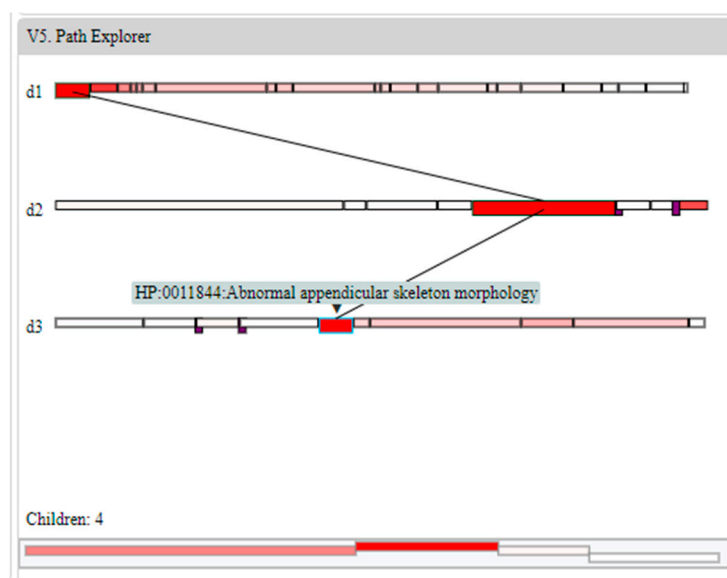 V5. Path Explorer
d1
d2
HP:0011844:Abnormal appendicular skeleton morphology
d3
Children: 4